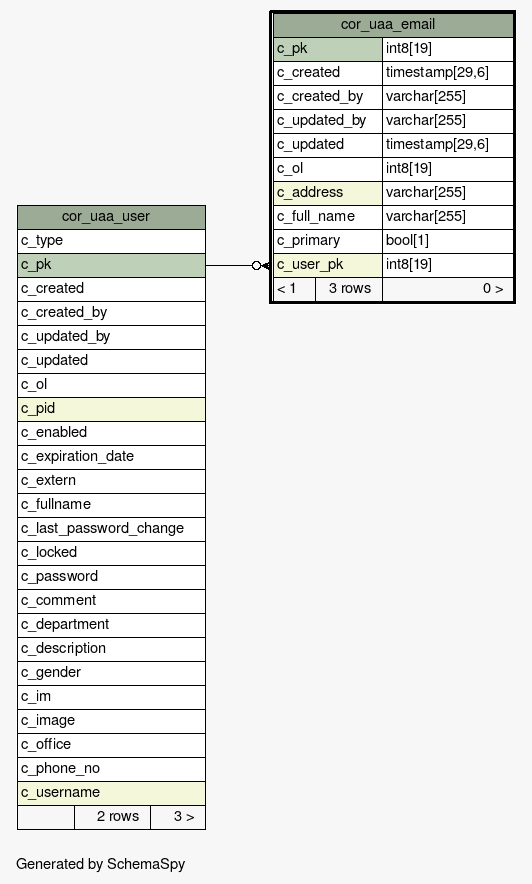 cor_uaa_email
c_pk int8[19]
c_created timestamp[29,6]
c_created_by varchar[255]
c_updated_by varchar[255]
c_updated timestamp[29,6]
c_ol int8[19]
c_address varchar[255]
c_full_name varchar[255]
c_primary bool[1]
c_user_pk int8[19]
< 1 3 rows 0 >
cor_uaa_user
c_type
c_pk
c_created
c_created_by
c_updated_by
c_updated
c_ol
c_pid
c_enabled
c_expiration_date
c_extern
c_fullname
c_last_password_change
c_locked
c_password
c_comment
c_department
c_description
c_gender
c_im
c_image
c_office
c_phone_no
c_username
2 rows 3 >
Generated by SchemaSpy